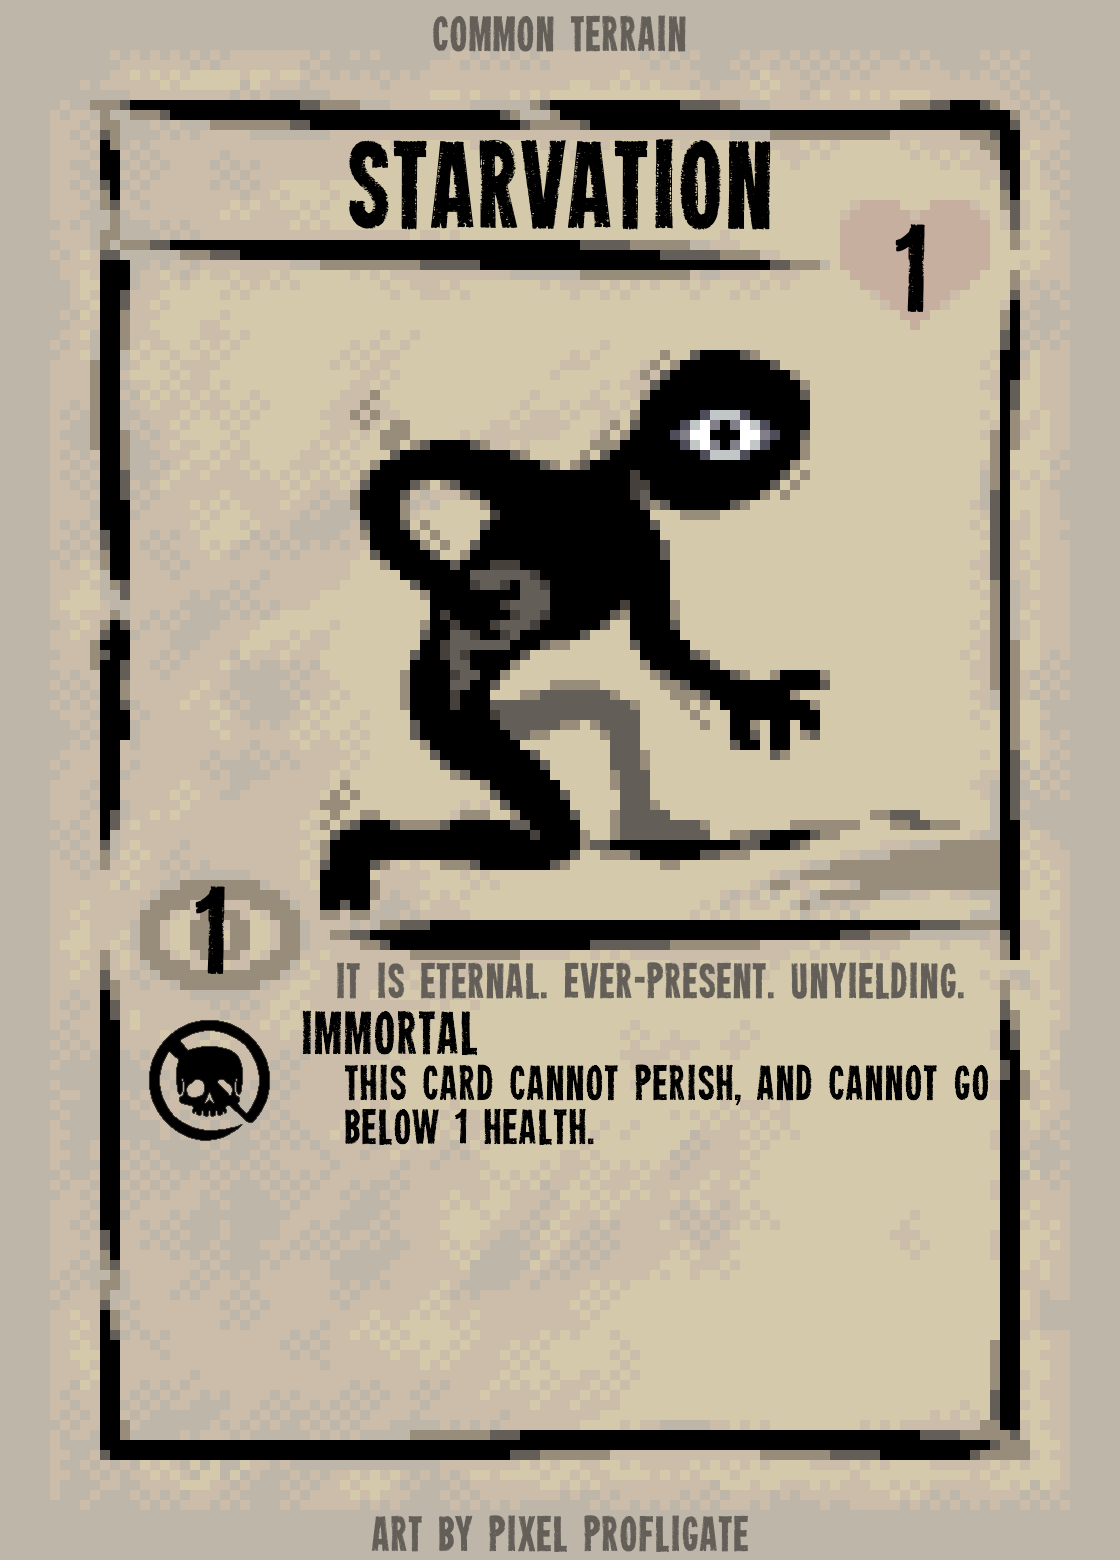 COMMON TERRAIN
STARVATION
1
1
IT IS ETERNAL. EVER-PRESENT. UNYIELDING.
IMMORTAL
THIS CARD CANNOT PERISH, AND CANNOT GO
BELOW 1 HEALTH.
ART BY PIXEL PROFLIGATE